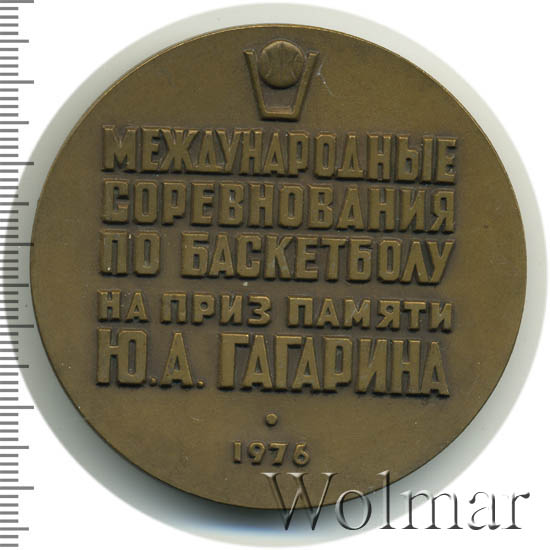 МЕЖДУНАРОДНЫЕ
СОРЕВНОВАНИЯ
ПО БАСКЕТБОЛУ
НА ПРИЗ ПАМЯТИ
Ю.А. ГАГАРИНА
1976
Wolmar